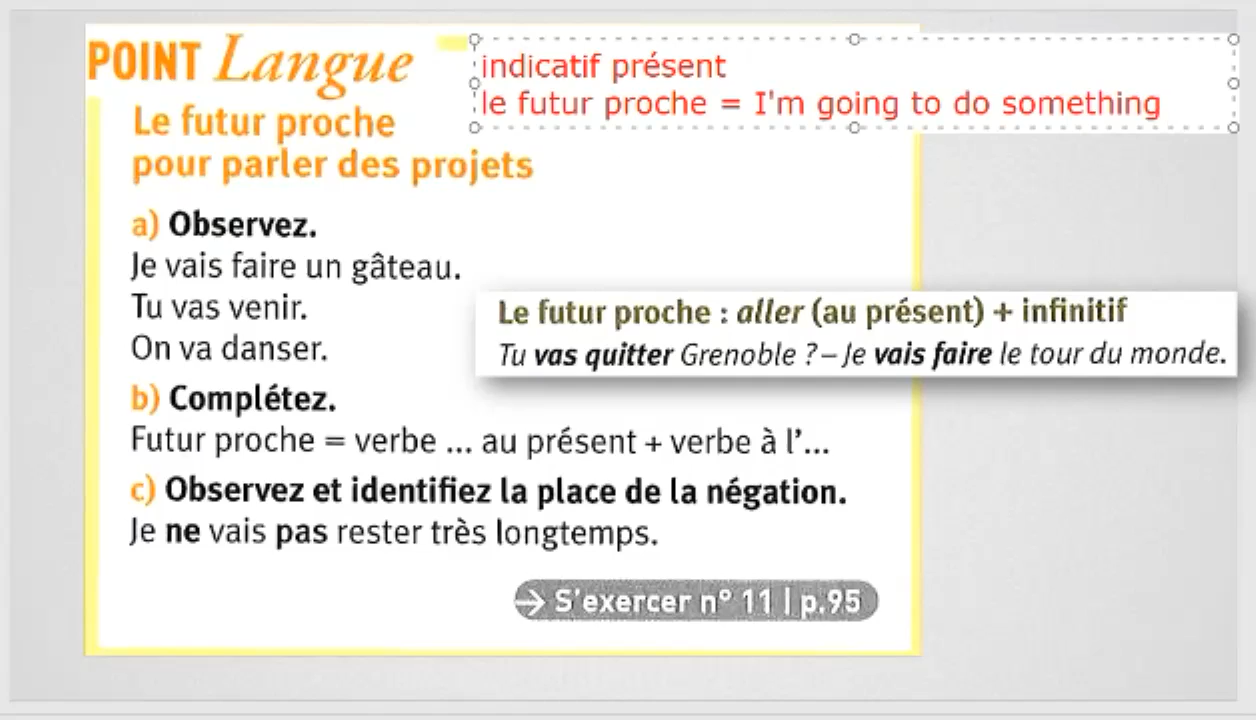 POINT Langue
indicatif présent
le futur proche = I'm going to do something
Le futur proche
pour parler des projets
a) Observez.
Je vais faire un gâteau.
Tu vas venir.
On va danser.
Le futur proche : aller (au présent) + infinitif
Tu vas quitter Grenoble ? – Je vais faire le tour du monde.
b) Complétez.
Futur proche = verbe ... au présent + verbe à l'...
c) Observez et identifiez la place de la négation.
Je ne vais pas rester très longtemps.
→ S'exercer n° 11 | p.95